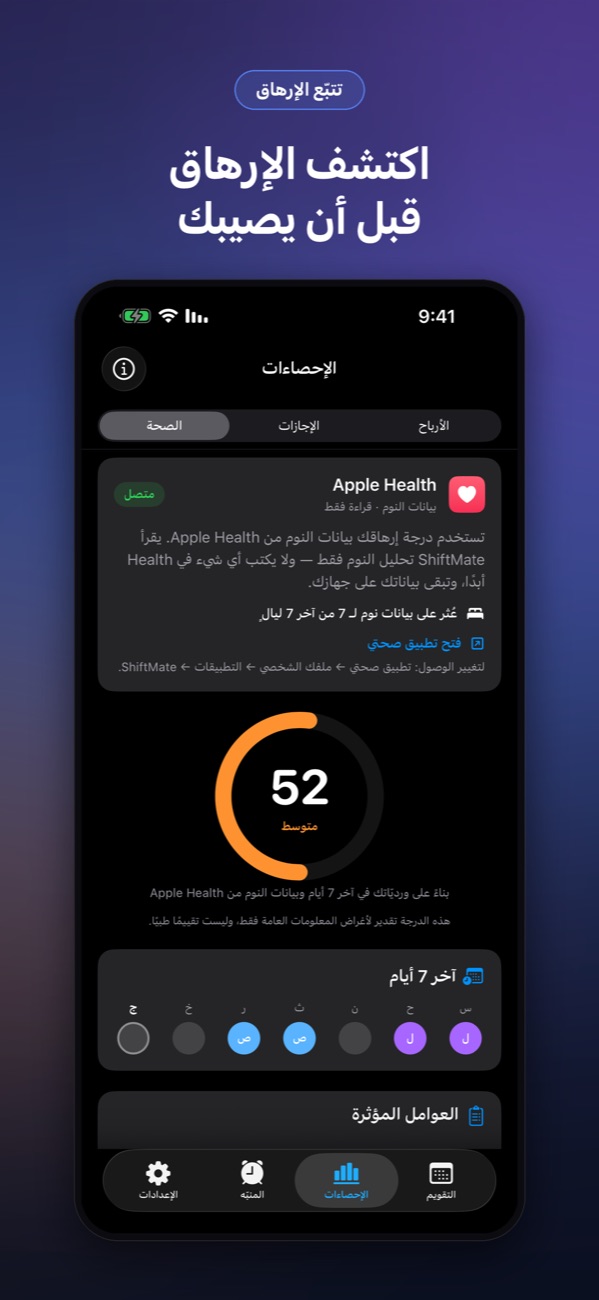 تتبّع الإرهاق
اكتشف الإرهاق
قبل أن يصيبك
9:41
الإحصاءات
الأرباح
الإجازات
الصحة
Apple Health
بيانات النوم · قراءة فقط
متصل
تستخدم درجة إرهاقك بيانات النوم من Apple Health. يقرأ
ShiftMate تحليل النوم فقط — ولا يكتب أي شيء في Health
أبدًا، وتبقى بياناتك على جهازك.
عُثر على بيانات نوم لـ 7 من آخر 7 ليالٍ.
فتح تطبيق صحتي
لتغيير الوصول: تطبيق صحتي ← ملفك الشخصي ← التطبيقات ← ShiftMate.
52
متوسط
بناءً على ورديّاتك في آخر 7 أيام وبيانات النوم من Apple Health
هذه الدرجة تقدير لأغراض المعلومات العامة فقط، وليست تقييمًا طبيًا.
آخر 7 أيام
س ح ن ث ر خ ج
ل ل ص ص
العوامل المؤثرة
التقويم
الإحصاءات
المنبّه
الإعدادات